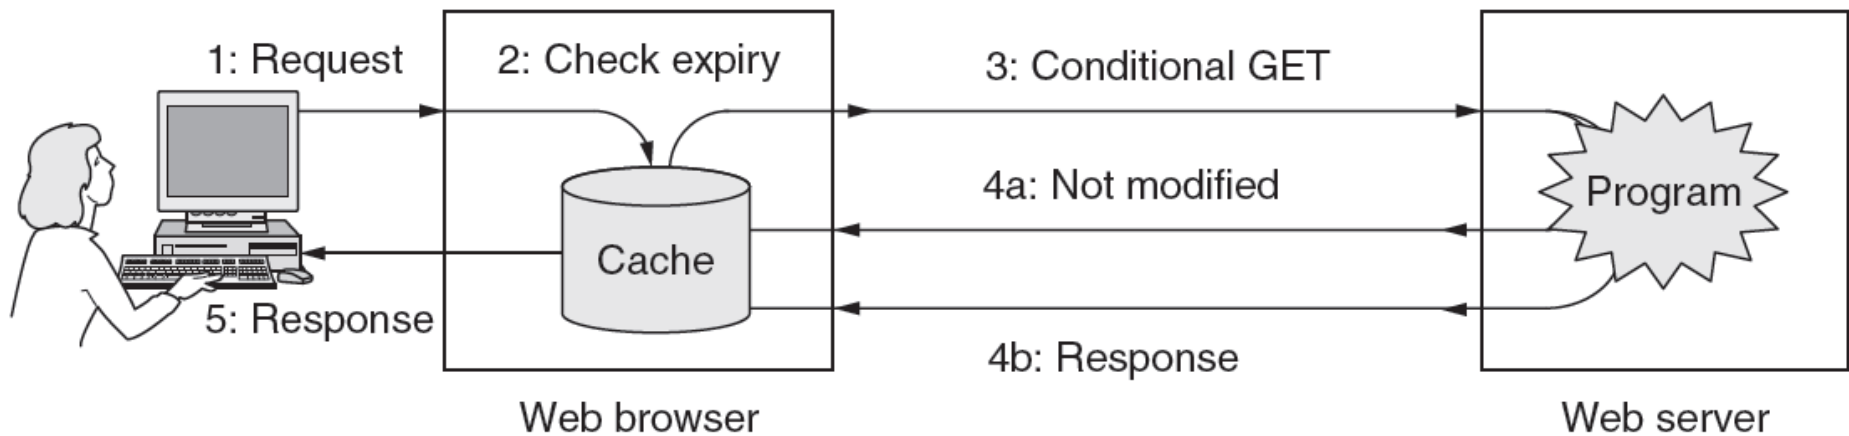 1: Request
2: Check expiry
3: Conditional GET
4a: Not modified
Program
Cache
5: Response
4b: Response
Web browser
Web server